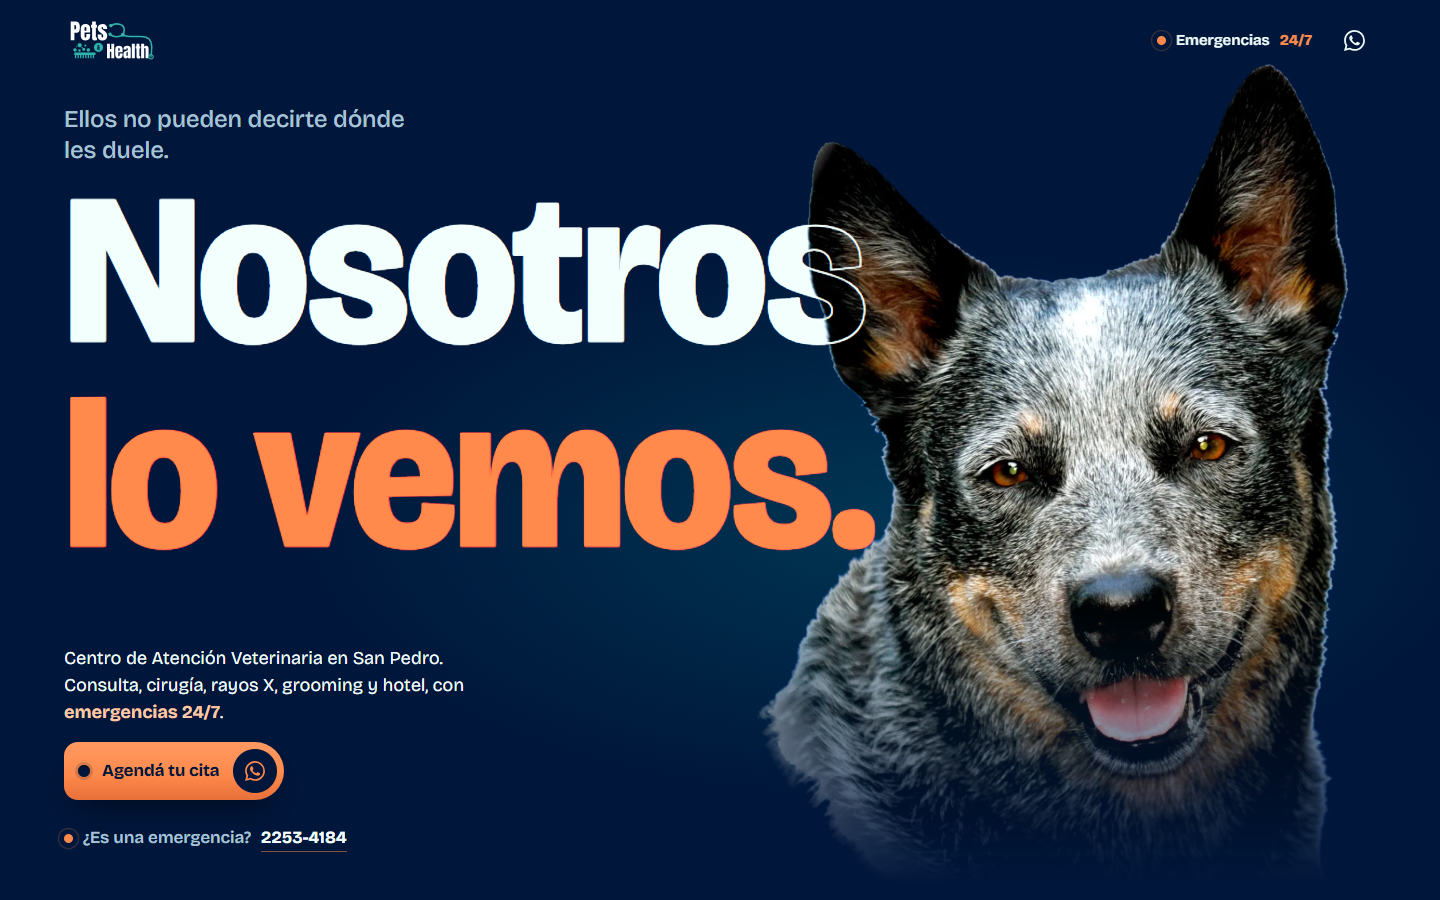 Pets
Health
Emergencias 24/7
Ellos no pueden decirte dónde
les duele.
Nosotros
lo vemos.
Centro de Atención Veterinaria en San Pedro.
Consulta, cirugía, rayos X, grooming y hotel, con
emergencias 24/7.
Agendá tu cita
¿Es una emergencia? 2253-4184